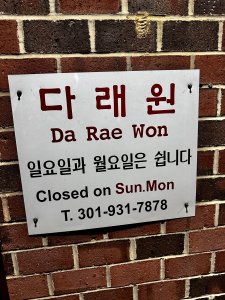 다래원
Da Rae Won
일요일과 월요일은 쉽니다
Closed on Sun.Mon
T. 301-931-7878